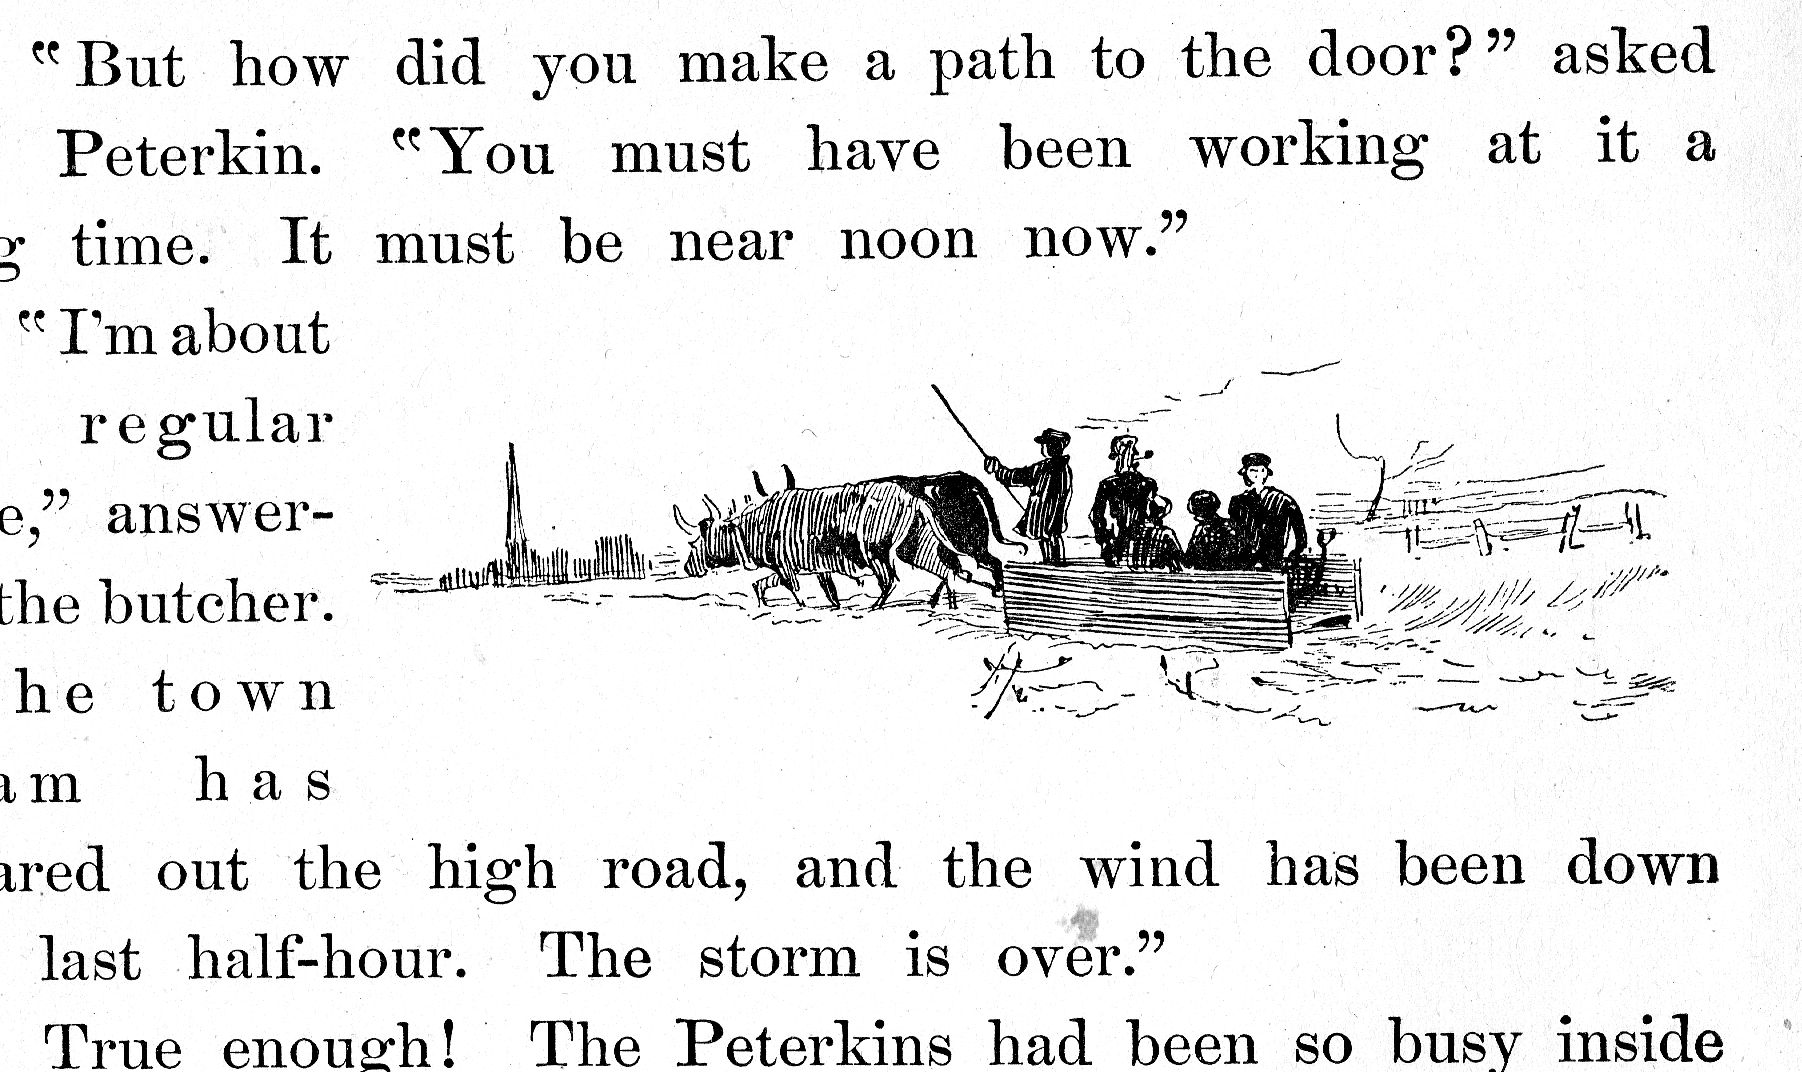 “But how did you make a path to the door?” asked
Peterkin. “You must have been working at it a
g time. It must be near noon now.”
“I'm about
regular
e,” answer-
the butcher.
he town
am has
ared out the high road, and the wind has been down
last half-hour. The storm is over.”
True enough! The Peterkins had been so busy inside